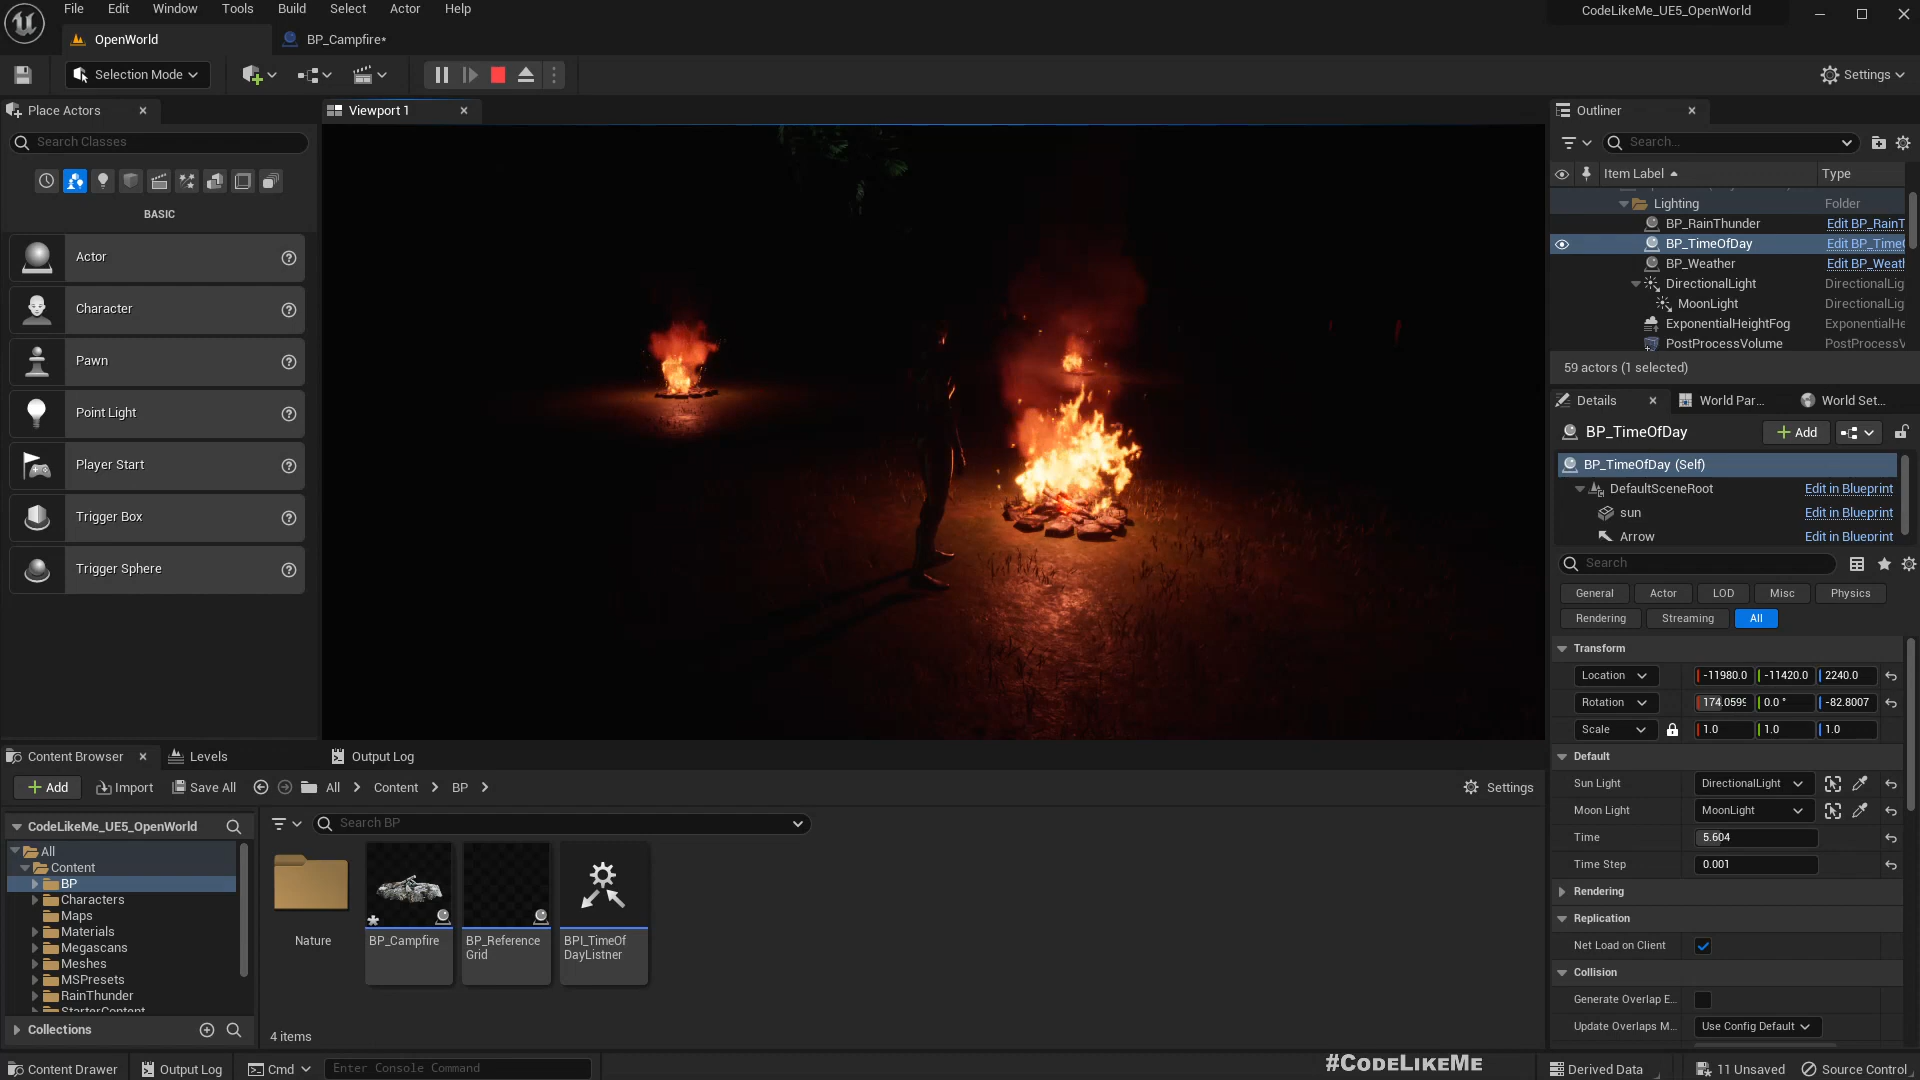 File Edit Window Tools Build Select Actor Help
CodeLikeMe_UE5_OpenWorld
OpenWorld
BP_Campfire*
Selection Mode
Settings
Place Actors
Viewport 1
Outliner
Search Classes
Search...
Item Label
Type
BASIC
Lighting
Folder
BP_RainThunder
Edit BP_RainT
BP_TimeOfDay
Edit BP_Time
BP_Weather
Edit BP_Weath
DirectionalLight
DirectionalLig
MoonLight
DirectionalLig
ExponentialHeightFog
ExponentialHe
PostProcessVolume
PostProcessV
59 actors (1 selected)
Actor
Character
Pawn
Point Light
Player Start
Trigger Box
Trigger Sphere
Details
World Par...
World Set...
BP_TimeOfDay
Add
BP_TimeOfDay (Self)
DefaultSceneRoot
Edit in Blueprint
sun
Edit in Blueprint
Arrow
Edit in Blueprint
Search
General
Actor
LOD
Misc
Physics
Rendering
Streaming
All
Transform
Location
-11980.0
-11420.0
2240.0
Rotation
174.0599
0.0 °
-82.8007
Scale
1.0
1.0
1.0
Default
Sun Light
DirectionalLight
Moon Light
MoonLight
Time
5.604
Time Step
0.001
Rendering
Replication
Net Load on Client
Collision
Generate Overlap E...
Update Overlaps M...
Use Config Default
Content Browser
Levels
Output Log
Add
Import
Save All
All
Content
BP
Settings
CodeLikeMe_UE5_OpenWorld
Search BP
All
Content
BP
Characters
Maps
Materials
Megascans
Meshes
MSPresets
RainThunder
StarterContent
Collections
Nature
BP_Campfire
BP_Reference
Grid
BPI_TimeOf
DayListner
4 items
Content Drawer
Output Log
Cmd
Enter Console Command
#CodeLikeMe
Derived Data
11 Unsaved
Source Control